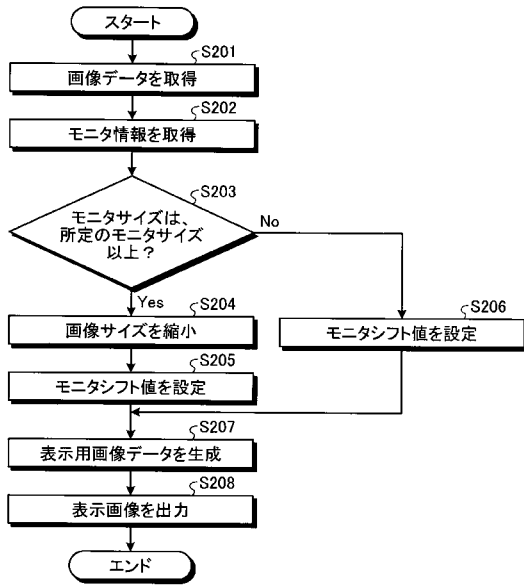 スタート
S201
画像データを取得
S202
モニタ情報を取得
S203
モニタサイズは、
所定のモニタサイズ
以上？
No
Yes
S204
画像サイズを縮小
S206
モニタシフト値を設定
S205
モニタシフト値を設定
S207
表示用画像データを生成
S208
表示画像を出力
エンド